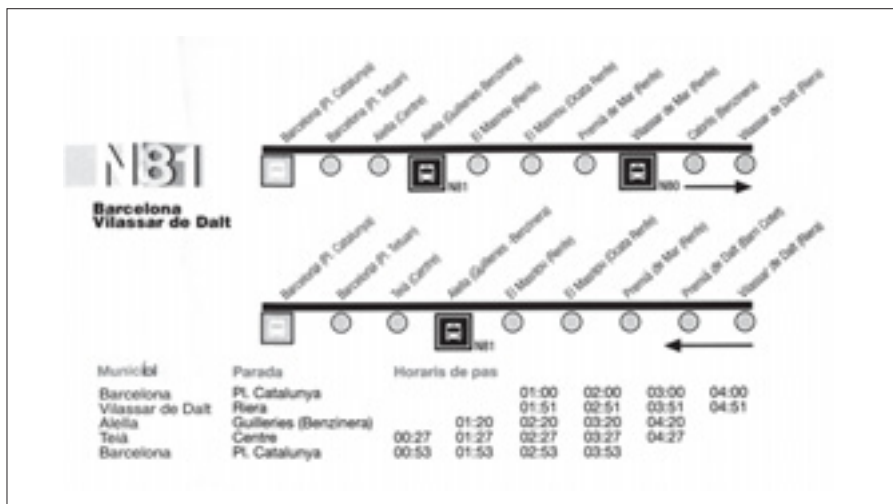 Barcelona (Pl. Catalunya)
Barcelona (Pl. Tetuan)
Alella (Centre)
Alella (Guilleries-Benzinera)
El Masnou (Renfe)
El Masnou (Ocata Renfe)
Premià de Mar (Renfe)
Vilassar de Mar (Renfe)
Cabrils (Benzinera)
Vilassar de Dalt (Riera)
N81
N80
N81
Barcelona
Vilassar de Dalt
Barcelona (Pl. Catalunya)
Barcelona (Pl. Tetuan)
Teià (Centre)
Alella (Guilleries -Benzinera)
El Masnou (Renfe)
El Masnou (Ocata Renfe)
Premià de Mar (Renfe)
Premià de Dalt (Barri Cotet)
Vilassar de Dalt (Riera)
N81
Municipi Parada Horaris de pas
Barcelona Pl. Catalunya 01:00 02:00 03:00 04:00
Vilassar de Dalt Riera 01:51 02:51 03:51 04:51
Alella Guilleries (Benzinera) 01:20 02:20 03:20 04:20
Teià Centre 00:27 01:27 02:27 03:27 04:27
Barcelona Pl. Catalunya 00:53 01:53 02:53 03:53